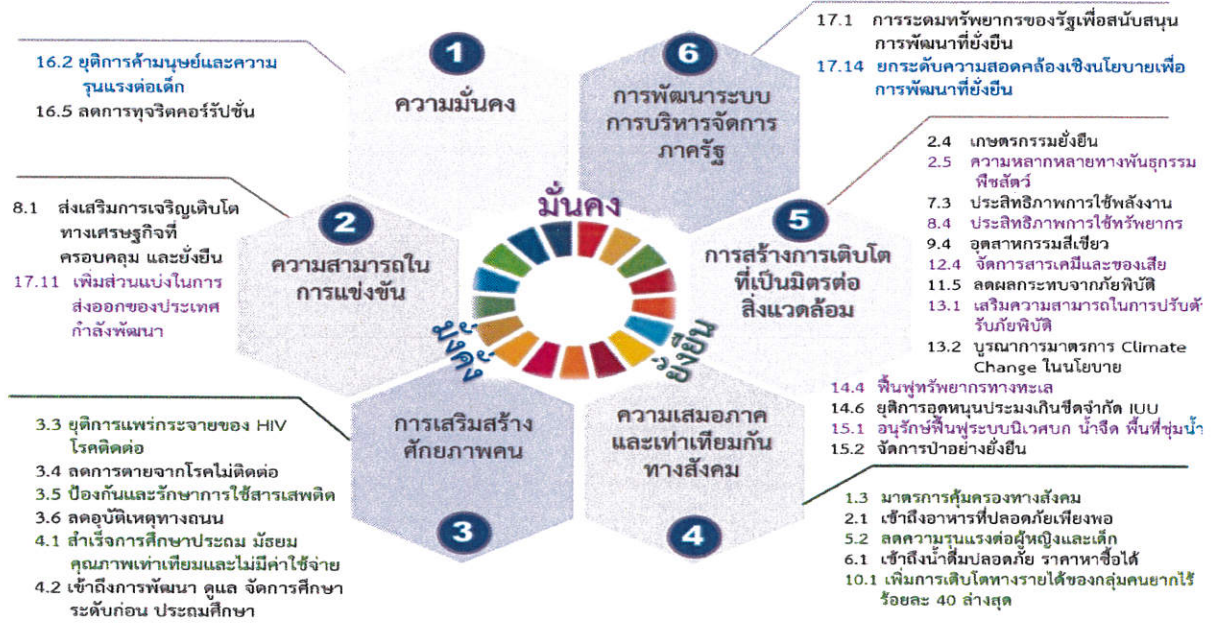 1
ความมั่นคง
16.2 ยุติการค้ามนุษย์และความ
รุนแรงต่อเด็ก
16.5 ลดการทุจริตคอร์รัปชั่น
2
ความสามารถใน
การแข่งขัน
8.1 ส่งเสริมการเจริญเติบโต
ทางเศรษฐกิจที่
ครอบคลุม และยั่งยืน
17.11 เพิ่มส่วนแบ่งในการ
ส่งออกของประเทศ
กำลังพัฒนา
การเสริมสร้าง
ศักยภาพคน
3
3.3 ยุติการแพร่กระจายของ HIV
โรคติดต่อ
3.4 ลดการตายจากโรคไม่ติดต่อ
3.5 ป้องกันและรักษาการใช้สารเสพติด
3.6 ลดอุบัติเหตุทางถนน
4.1 สำเร็จการศึกษาประถม มัธยม
คุณภาพเท่าเทียมและไม่มีค่าใช้จ่าย
4.2 เข้าถึงการพัฒนา ดูแล จัดการศึกษา
ระดับก่อน ประถมศึกษา
มั่นคง
มั่งคั่ง
ยั่งยืน
6
การพัฒนาระบบ
การบริหารจัดการ
ภาครัฐ
17.1 การระดมทรัพยากรของรัฐเพื่อสนับสนุน
การพัฒนาที่ยั่งยืน
17.14 ยกระดับความสอดคล้องเชิงนโยบายเพื่อ
การพัฒนาที่ยั่งยืน
5
การสร้างการเติบโต
ที่เป็นมิตรต่อ
สิ่งแวดล้อม
2.4 เกษตรกรรมยั่งยืน
2.5 ความหลากหลายทางพันธุกรรม
พืชสัตว์
7.3 ประสิทธิภาพการใช้พลังงาน
8.4 ประสิทธิภาพการใช้ทรัพยากร
9.4 อุตสาหกรรมสีเขียว
12.4 จัดการสารเคมีและของเสีย
11.5 ลดผลกระทบจากภัยพิบัติ
13.1 เสริมความสามารถในการปรับตัว
รับภัยพิบัติ
13.2 บูรณาการมาตรการ Climate
Change ในนโยบาย
14.4 ฟื้นฟูทรัพยากรทางทะเล
14.6 ยุติการอุดหนุนประมงเกินขีดจำกัด IUU
15.1 อนุรักษ์ฟื้นฟูระบบนิเวศบก น้ำจืด พื้นที่ชุ่มน้ำ
15.2 จัดการป่าอย่างยั่งยืน
ความเสมอภาค
และเท่าเทียมกัน
ทางสังคม
4
1.3 มาตรการคุ้มครองทางสังคม
2.1 เข้าถึงอาหารที่ปลอดภัยเพียงพอ
5.2 ลดความรุนแรงต่อผู้หญิงและเด็ก
6.1 เข้าถึงน้ำดื่มปลอดภัย ราคาหาซื้อได้
10.1 เพิ่มการเติบโตทางรายได้ของกลุ่มคนยากไร้
ร้อยละ 40 ล่างสุด